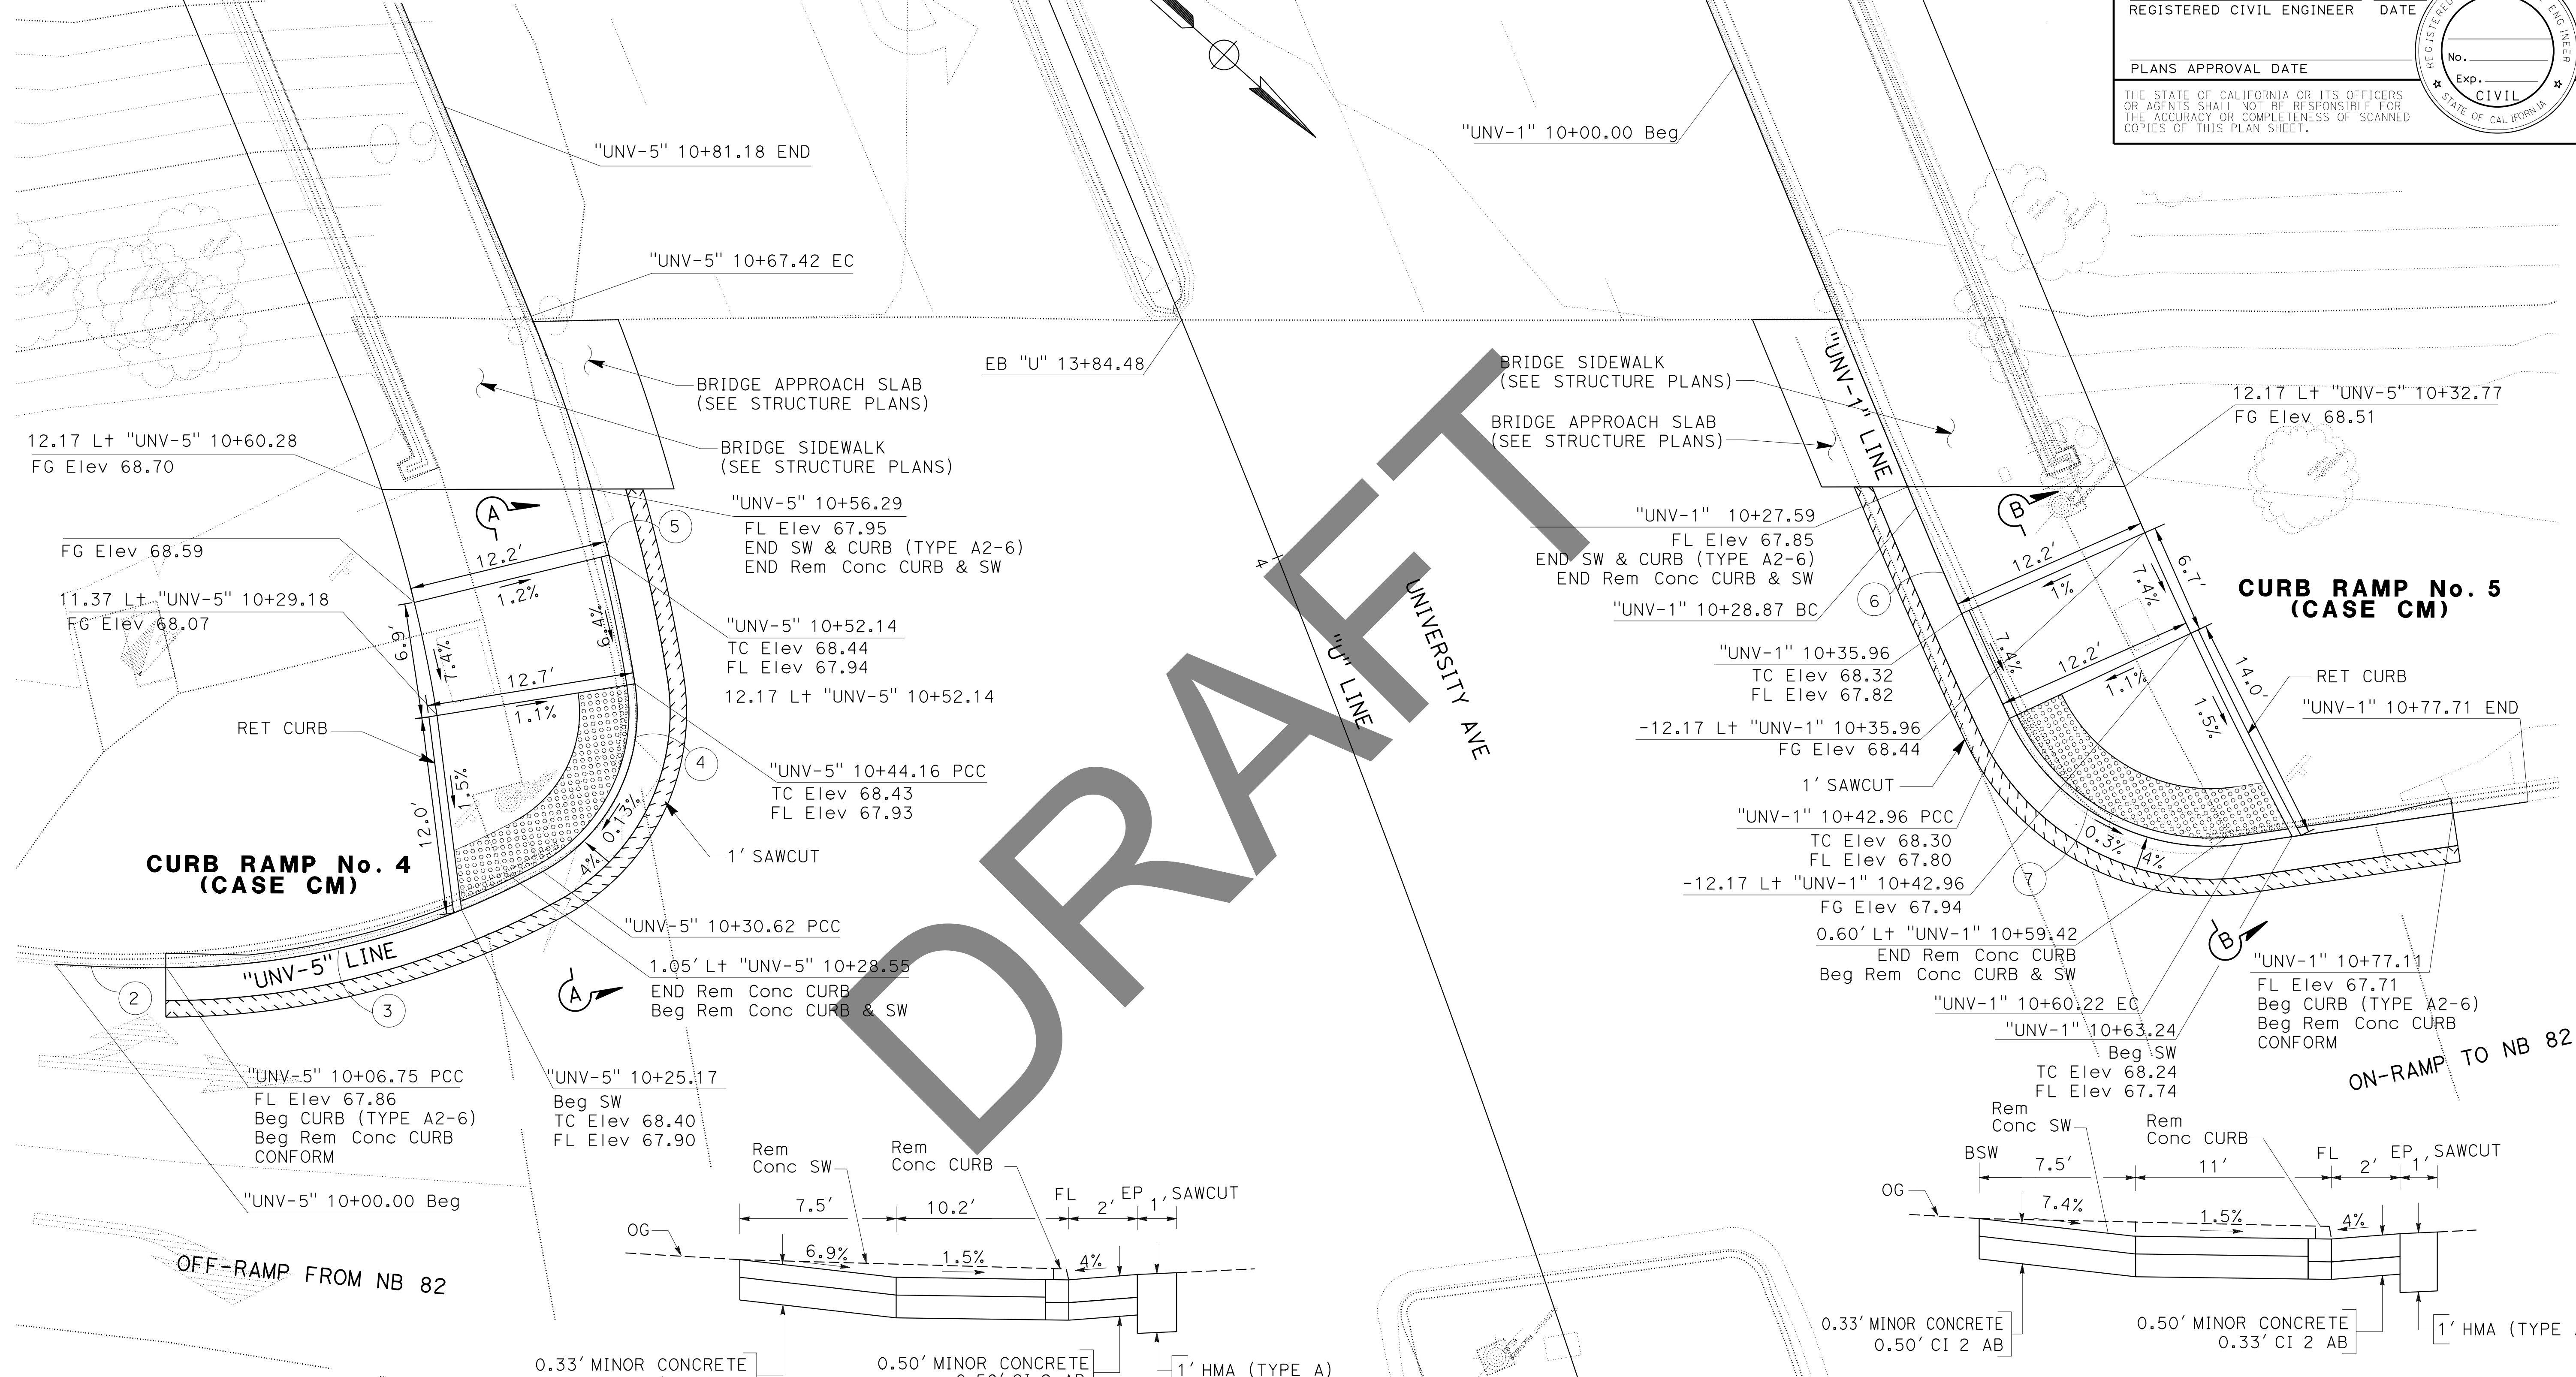 REGISTERED CIVIL ENGINEER DATE
PLANS APPROVAL DATE
THE STATE OF CALIFORNIA OR ITS OFFICERS
OR AGENTS SHALL NOT BE RESPONSIBLE FOR
THE ACCURACY OR COMPLETENESS OF SCANNED
COPIES OF THIS PLAN SHEET.
No.
Exp.
CIVIL
STATE OF CALIFORNIA
"UNV-5" 10+81.18 END
"UNV-5" 10+67.42 EC
"UNV-1" 10+00.00 Beg
EB "U" 13+84.48
BRIDGE APPROACH SLAB
(SEE STRUCTURE PLANS)
BRIDGE SIDEWALK
(SEE STRUCTURE PLANS)
12.17 Lt "UNV-5" 10+60.28
FG Elev 68.70
FG Elev 68.59
11.37 Lt "UNV-5" 10+29.18
FG Elev 68.07
"UNV-5" 10+56.29
FL Elev 67.95
END SW & CURB (TYPE A2-6)
END Rem Conc CURB & SW
A
5
12.2'
1.2%
6.4%
6.9'
7.4%
12.7'
1.1%
"UNV-5" 10+52.14
TC Elev 68.44
FL Elev 67.94
12.17 Lt "UNV-5" 10+52.14
RET CURB
1.5%
12.0'
4
"UNV-5" 10+44.16 PCC
TC Elev 68.43
FL Elev 67.93
0.13%
4%
1' SAWCUT
CURB RAMP No. 4
(CASE CM)
"UNV-5" 10+30.62 PCC
1.05' Lt "UNV-5" 10+28.55
END Rem Conc CURB
Beg Rem Conc CURB & SW
"UNV-5" LINE
2
3
A
"UNV-5" 10+06.75 PCC
FL Elev 67.86
Beg CURB (TYPE A2-6)
Beg Rem Conc CURB
CONFORM
"UNV-5" 10+25.17
Beg SW
TC Elev 68.40
FL Elev 67.90
"UNV-5" 10+00.00 Beg
OFF-RAMP FROM NB 82
Rem
Conc SW
Rem
Conc CURB
7.5'
10.2'
FL
2'
EP
1'
SAWCUT
OG
6.9%
1.5%
4%
0.33' MINOR CONCRETE
0.50' MINOR CONCRETE
1' HMA (TYPE A)
4
"U" LINE
UNIVERSITY AVE
DRAFT
BRIDGE SIDEWALK
(SEE STRUCTURE PLANS)
BRIDGE APPROACH SLAB
(SEE STRUCTURE PLANS)
"UNV-1" LINE
12.17 Lt "UNV-5" 10+32.77
FG Elev 68.51
"UNV-1" 10+27.59
FL Elev 67.85
END SW & CURB (TYPE A2-6)
END Rem Conc CURB & SW
"UNV-1" 10+28.87 BC
6
B
12.2'
1%
7.4%
6.7'
CURB RAMP No. 5
(CASE CM)
"UNV-1" 10+35.96
TC Elev 68.32
FL Elev 67.82
7.4%
12.2'
1.1%
14.0'
1.5%
RET CURB
"UNV-1" 10+77.71 END
-12.17 Lt "UNV-1" 10+35.96
FG Elev 68.44
1' SAWCUT
"UNV-1" 10+42.96 PCC
TC Elev 68.30
FL Elev 67.80
0.3%
4%
7
-12.17 Lt "UNV-1" 10+42.96
FG Elev 67.94
0.60' Lt "UNV-1" 10+59.42
END Rem Conc CURB
Beg Rem Conc CURB & SW
B
"UNV-1" 10+60.22 EC
"UNV-1" 10+63.24
Beg SW
TC Elev 68.24
FL Elev 67.74
"UNV-1" 10+77.11
FL Elev 67.71
Beg CURB (TYPE A2-6)
Beg Rem Conc CURB
CONFORM
ON-RAMP TO NB 82
Rem
Conc SW
Rem
Conc CURB
BSW
7.5'
11'
FL
2'
EP
1'
SAWCUT
OG
7.4%
1.5%
4%
0.33' MINOR CONCRETE
0.50' Cl 2 AB
0.50' MINOR CONCRETE
0.33' Cl 2 AB
1' HMA (TYPE